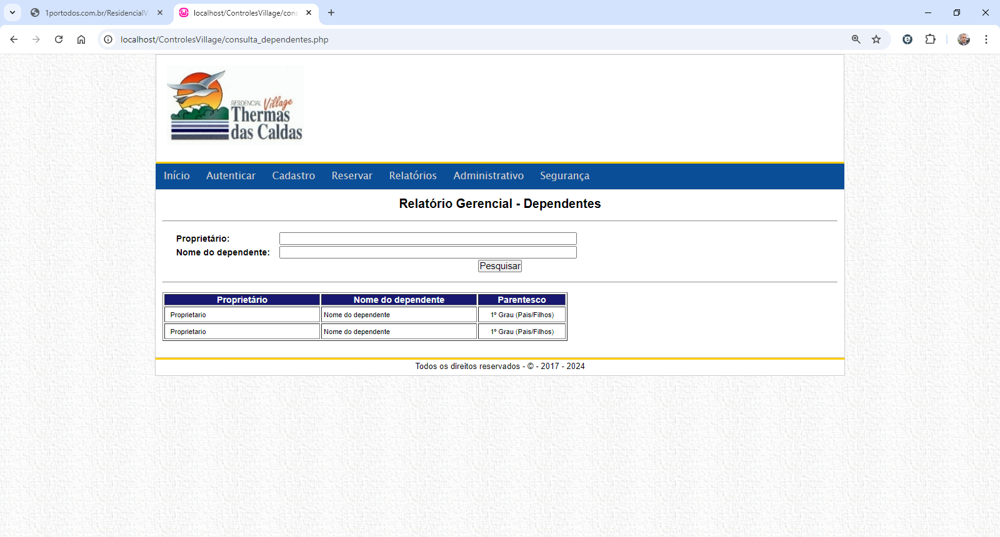 1portodos.com.br/ResidencialV
localhost/ControlesVillage/cons
localhost/ControlesVillage/consulta_dependentes.php
RESIDENCIAL Village
Thermas
das Caldas
Início Autenticar Cadastro Reservar Relatórios Administrativo Segurança
Relatório Gerencial - Dependentes
Proprietário:
Nome do dependente:
Pesquisar
Proprietário Nome do dependente Parentesco
Proprietario Nome do dependente 1º Grau (Pais/Filhos)
Proprietario Nome do dependente 1º Grau (Pais/Filhos)
Todos os direitos reservados - © - 2017 - 2024